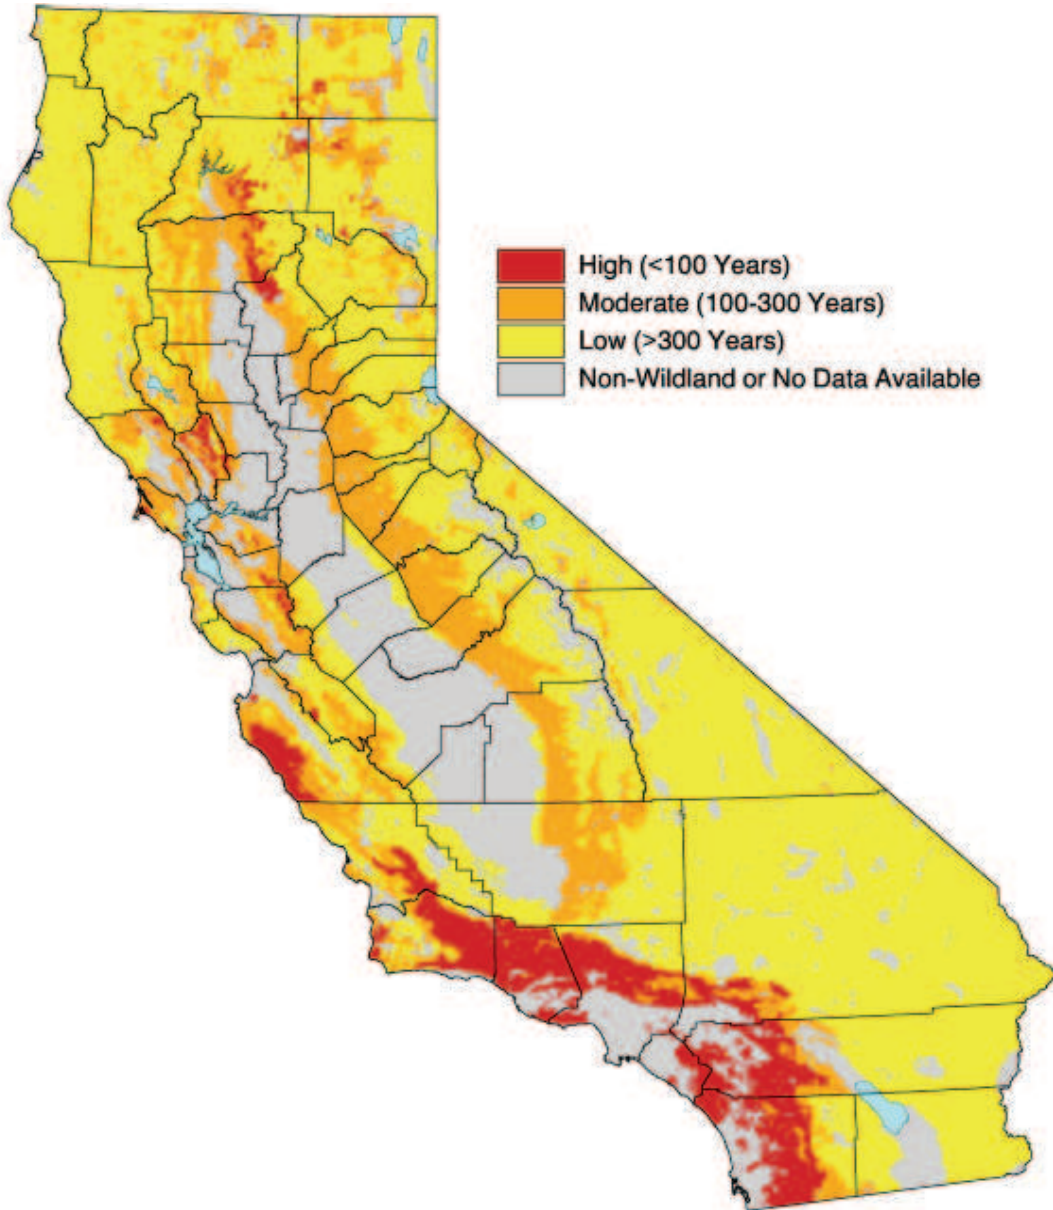 High (<100 Years)
Moderate (100-300 Years)
Low (>300 Years)
Non-Wildland or No Data Available